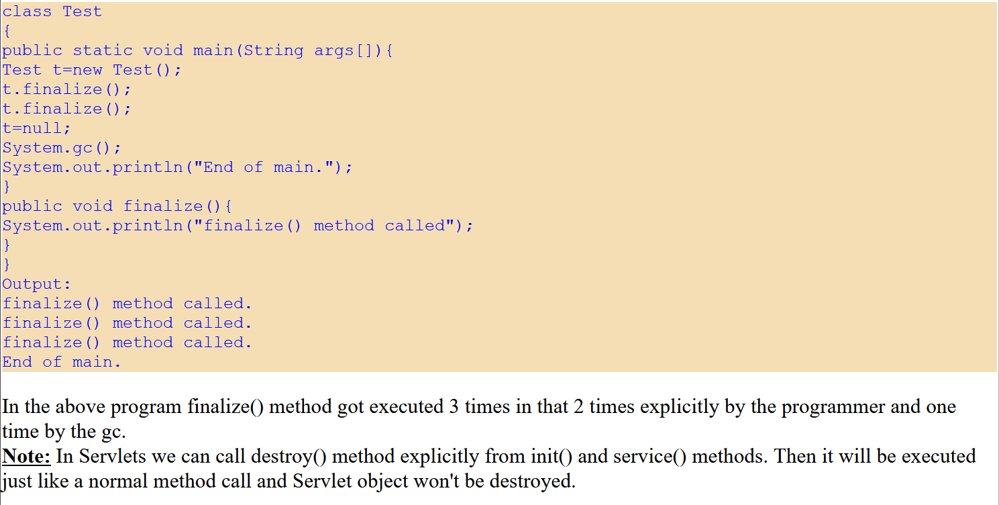 class Test
{
public static void main(String args[]){
Test t=new Test();
t.finalize();
t.finalize();
t=null;
System.gc();
System.out.println("End of main.");
}
public void finalize(){
System.out.println("finalize() method called");
}
}
Output:
finalize() method called.
finalize() method called.
finalize() method called.
End of main.
In the above program finalize() method got executed 3 times in that 2 times explicitly by the programmer and one
time by the gc.
Note: In Servlets we can call destroy() method explicitly from init() and service() methods. Then it will be executed
just like a normal method call and Servlet object won't be destroyed.